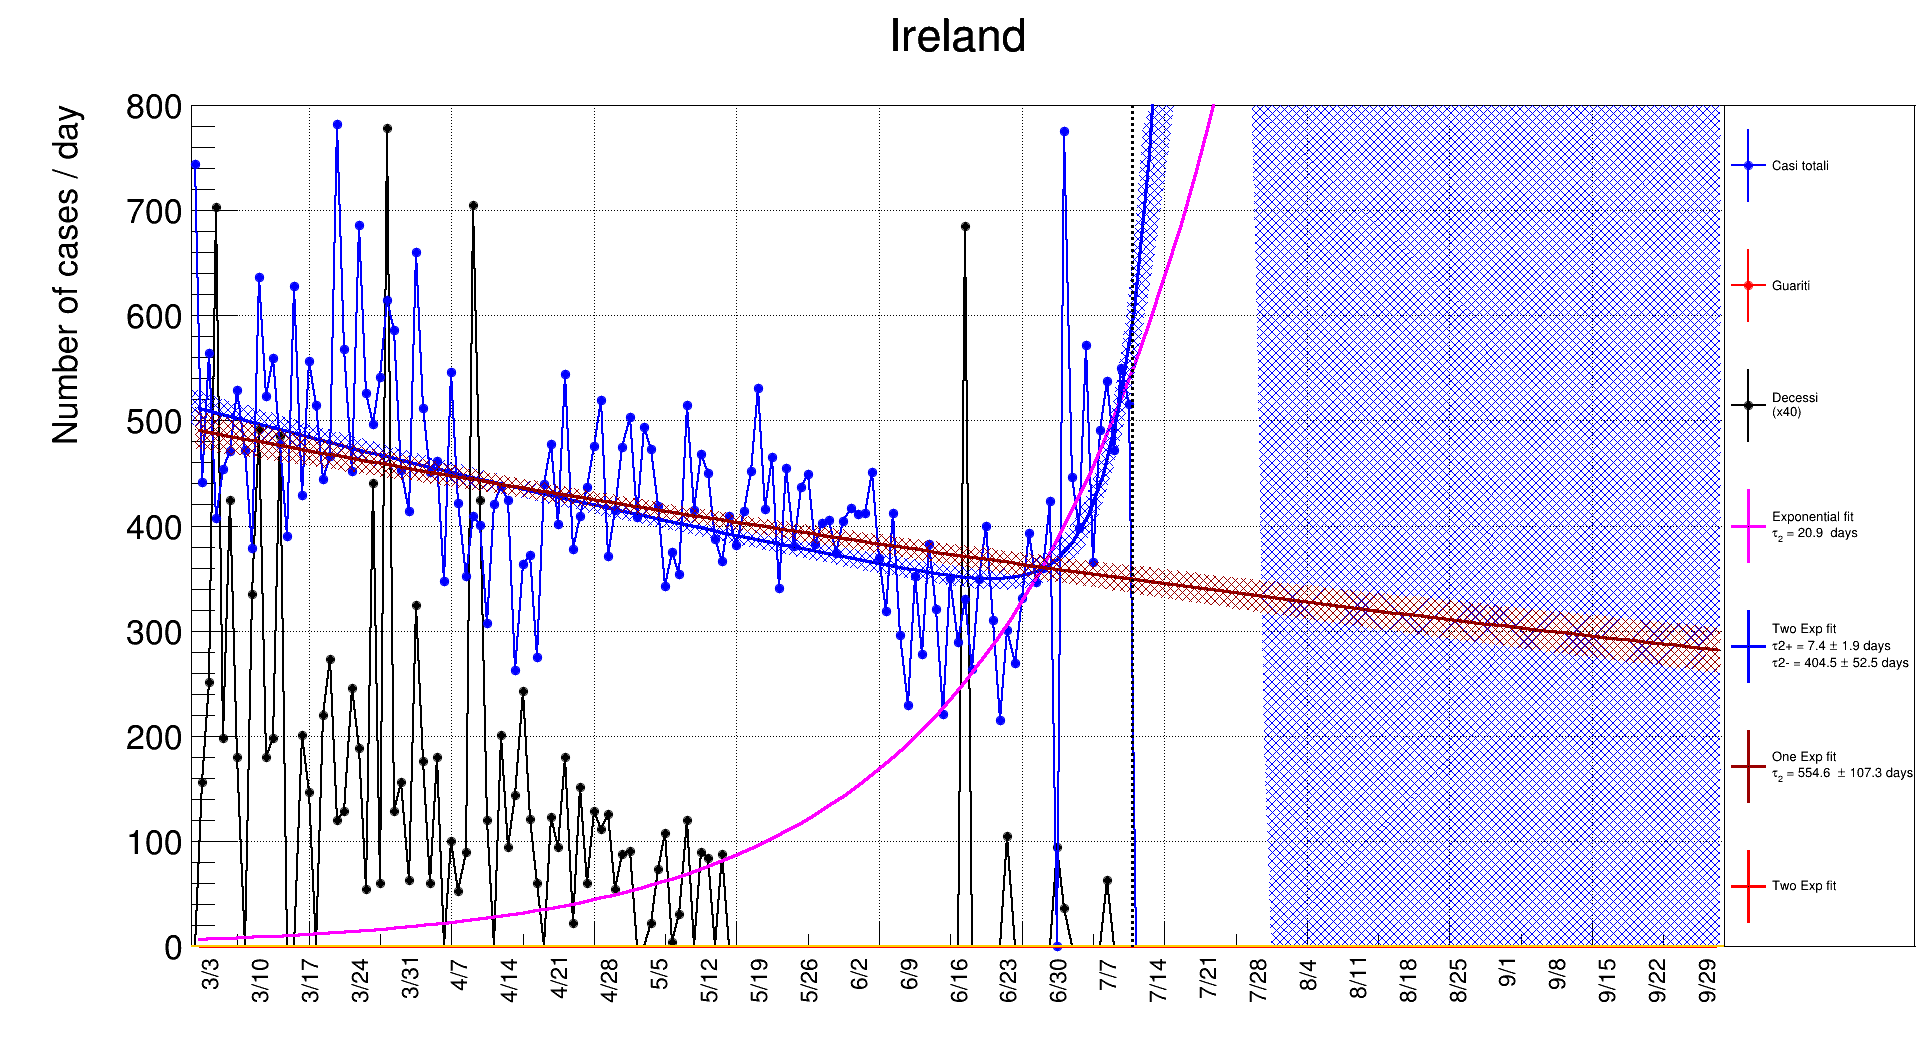 Ireland
Number of cases / day
800
700
600
500
400
300
200
100
0
3/3
3/10
3/17
3/24
3/31
4/7
4/14
4/21
4/28
5/5
5/12
5/19
5/26
6/2
6/9
6/16
6/23
6/30
7/7
7/14
7/21
7/28
8/4
8/11
8/18
8/25
9/1
9/8
9/15
9/22
9/29
Casi totali
Guariti
Decessi
(x40)
Exponential fit
τ2 = 20.9 days
Two Exp fit
τ2+ = 7.4 ± 1.9 days
τ2- = 404.5 ± 52.5 days
One Exp fit
τ2 = 554.6 ± 107.3 days
Two Exp fit